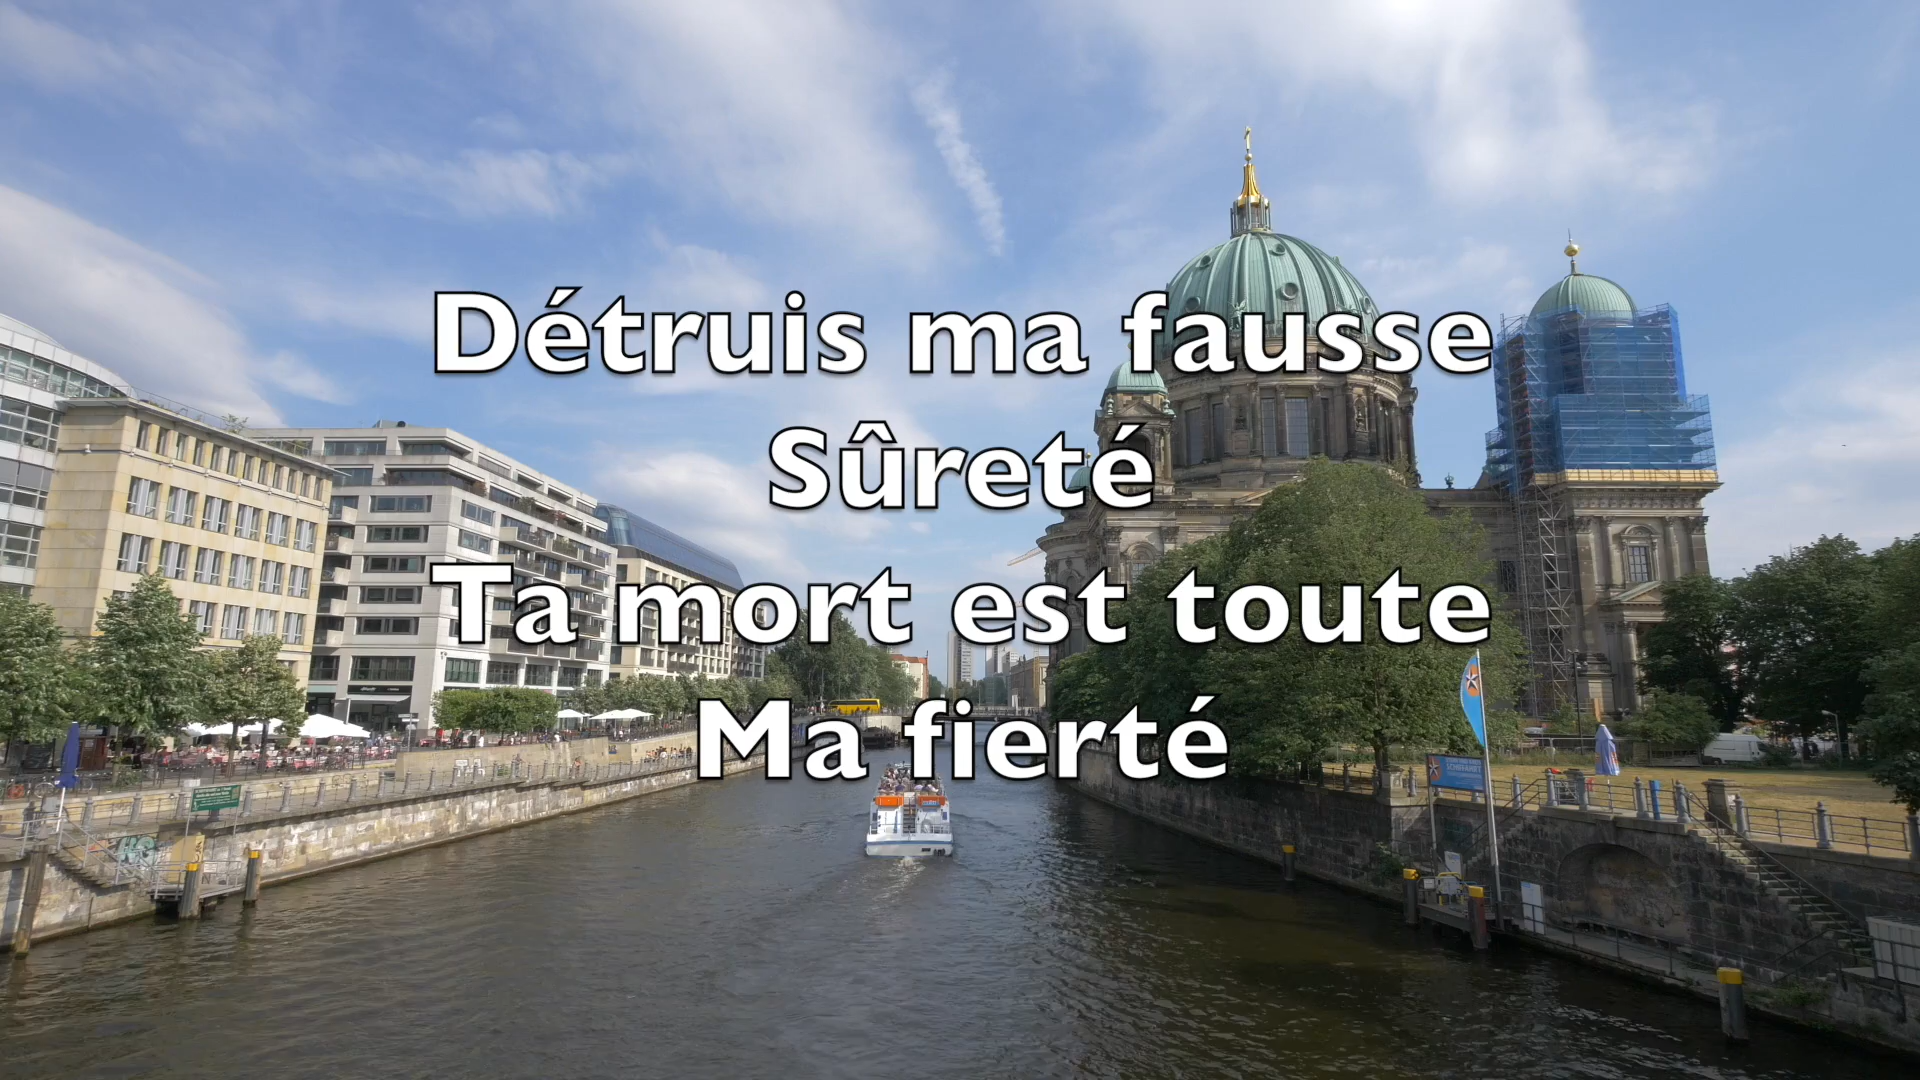 Détruis ma fausse
Sûreté
Ta mort est toute
Ma fierté